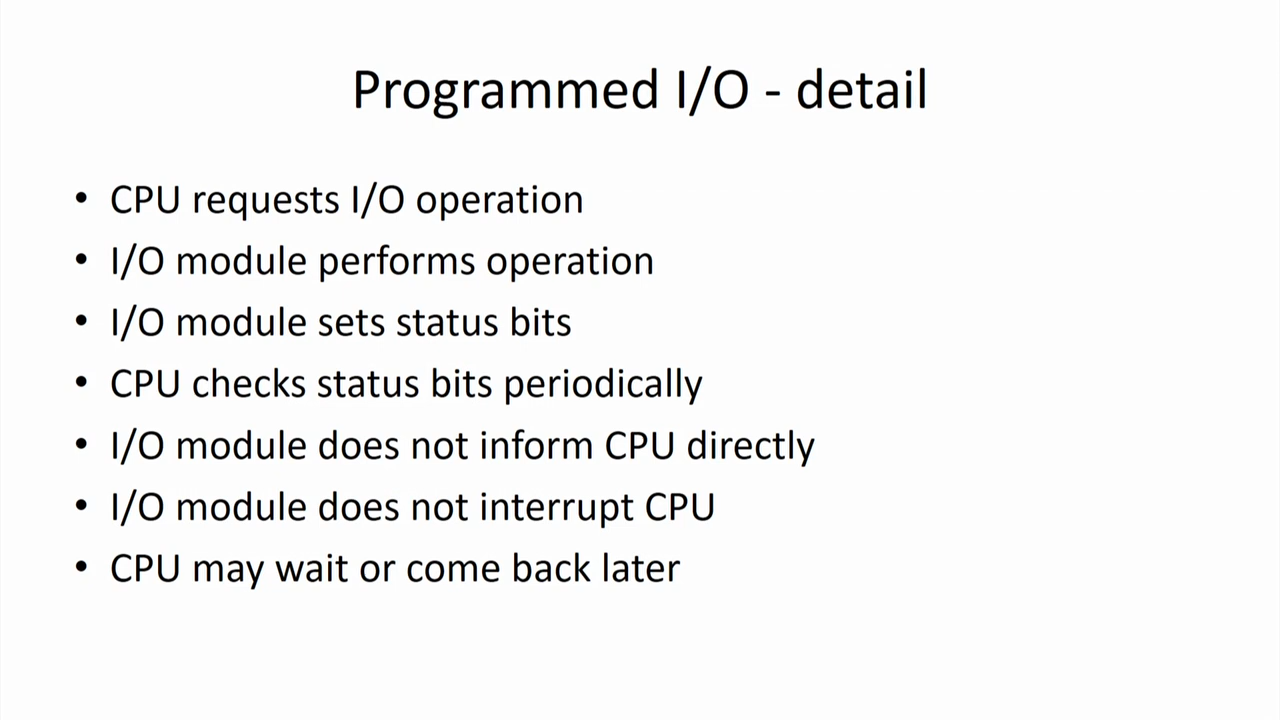 Programmed I/O - detail
• CPU requests I/O operation
• I/O module performs operation
• I/O module sets status bits
• CPU checks status bits periodically
• I/O module does not inform CPU directly
• I/O module does not interrupt CPU
• CPU may wait or come back later